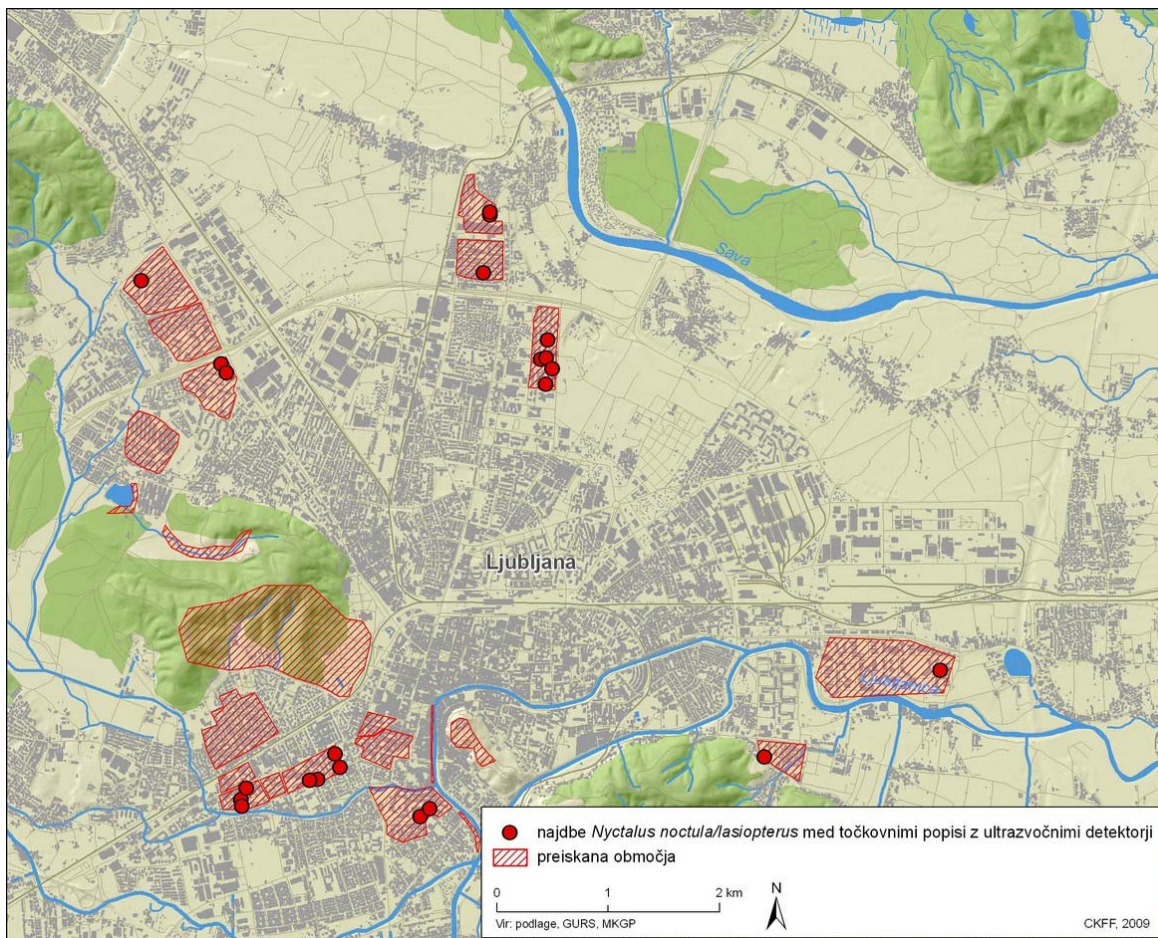 Sava
Ljubljana
Ljubljanica
najdbe Nyctalus noctula/lasiopterus med točkovnimi popisi z ultrazvočnimi detektorji
preiskana območja
0 1 2 km
N
Vir: podlage, GURS, MKGP
CKFF, 2009